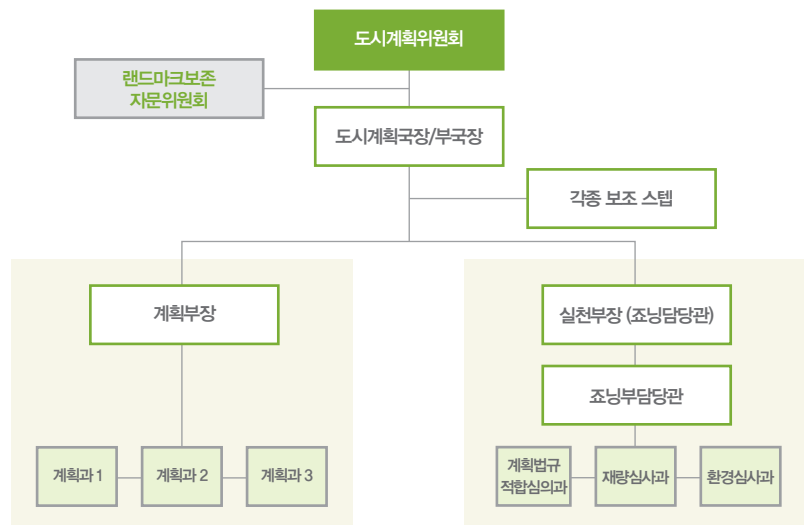 도시계획위원회
랜드마크보존
자문위원회
도시계획국장/부국장
각종 보조 스텝
계획부장
실천부장 (죠닝담당관)
죠닝부담당관
계획과 1
계획과 2
계획과 3
계획법규
적합심의과
재량심사과
환경심사과